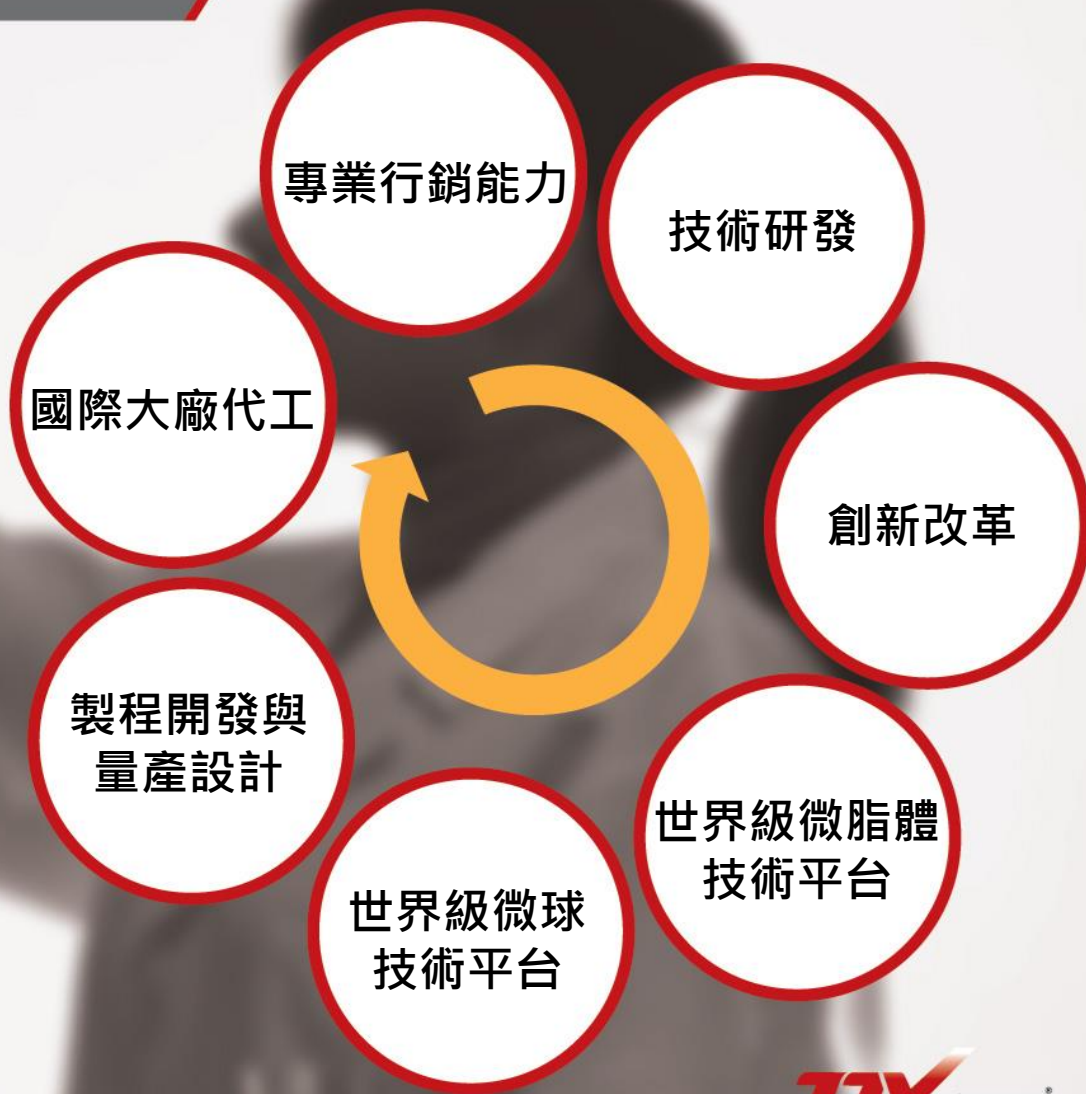 專業行銷能力
技術研發
創新改革
世界級微脂體
技術平台
世界級微球
技術平台
製程開發與
量產設計
國際大廠代工